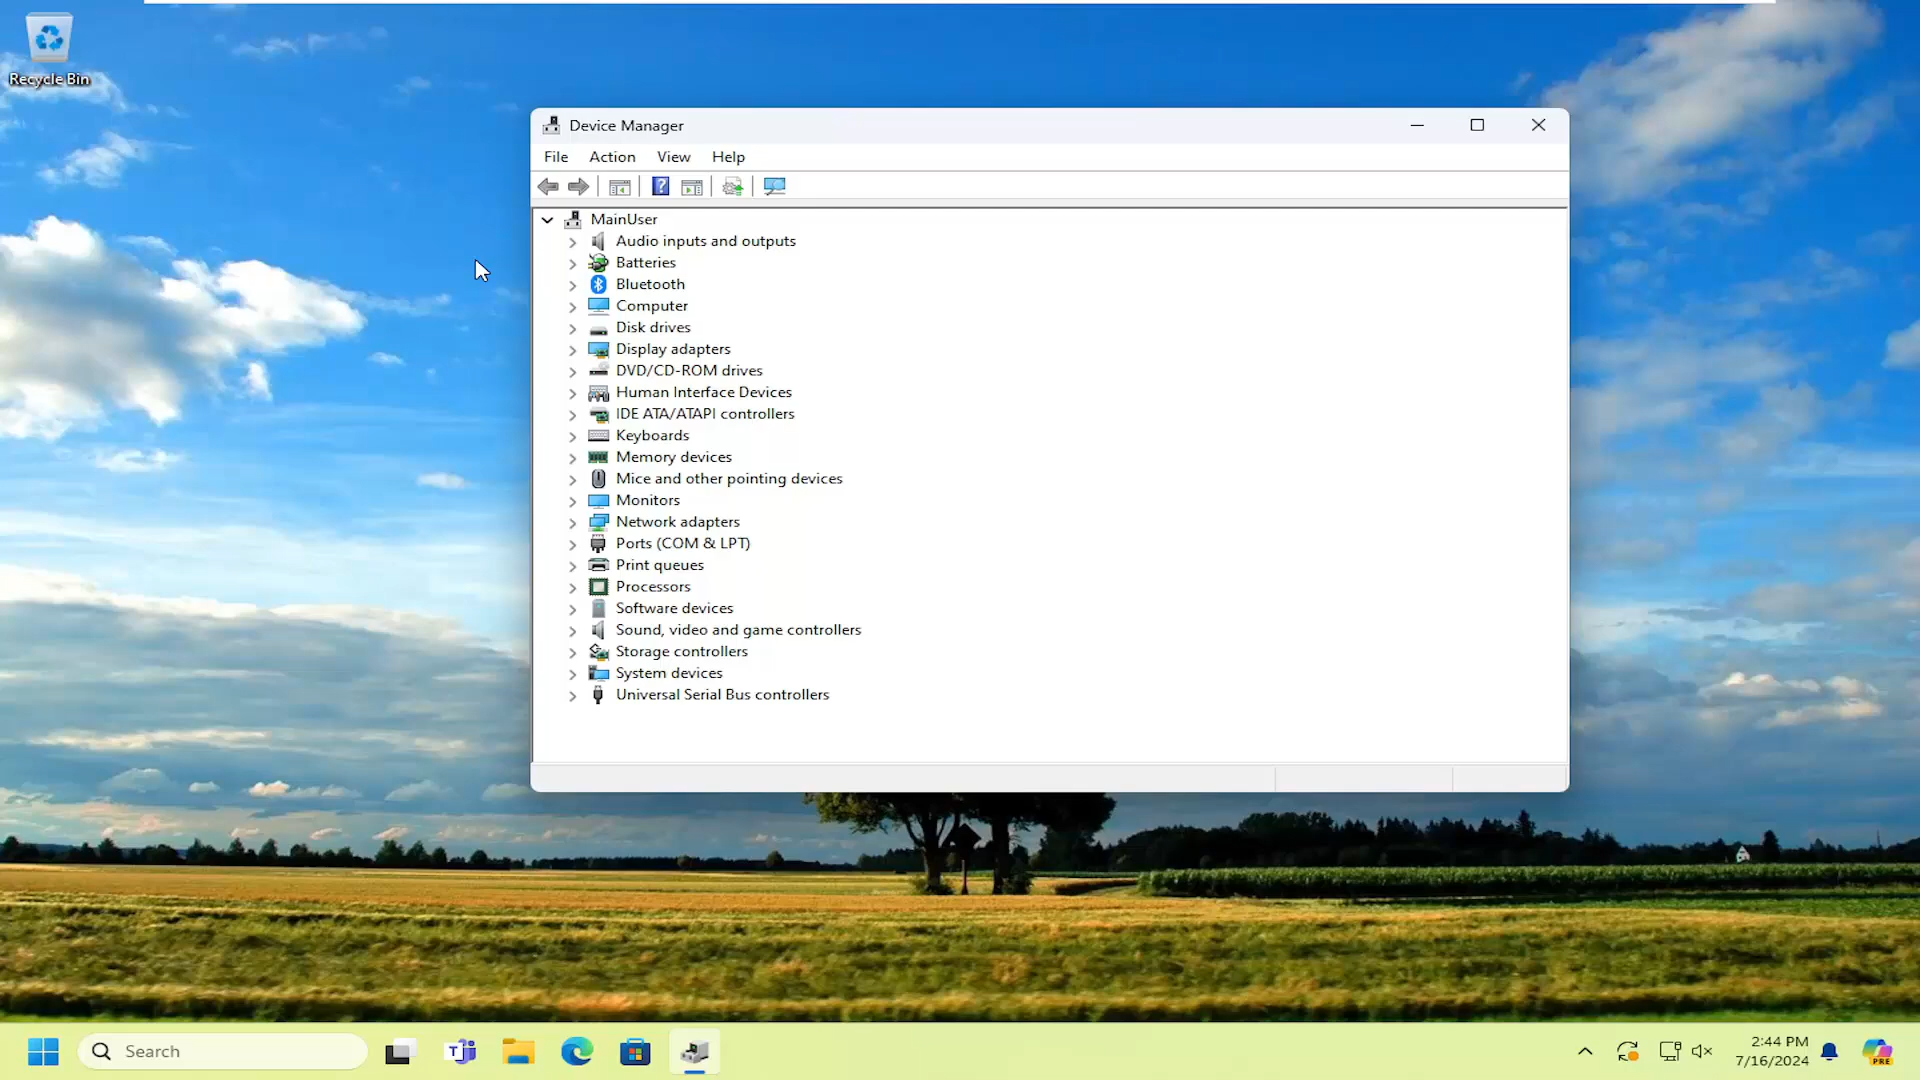 Recycle Bin
Device Manager
File Action View Help
MainUser
Audio inputs and outputs
Batteries
Bluetooth
Computer
Disk drives
Display adapters
DVD/CD-ROM drives
Human Interface Devices
IDE ATA/ATAPI controllers
Keyboards
Memory devices
Mice and other pointing devices
Monitors
Network adapters
Ports (COM & LPT)
Print queues
Processors
Software devices
Sound, video and game controllers
Storage controllers
System devices
Universal Serial Bus controllers
Search
2:44 PM
7/16/2024
PRE